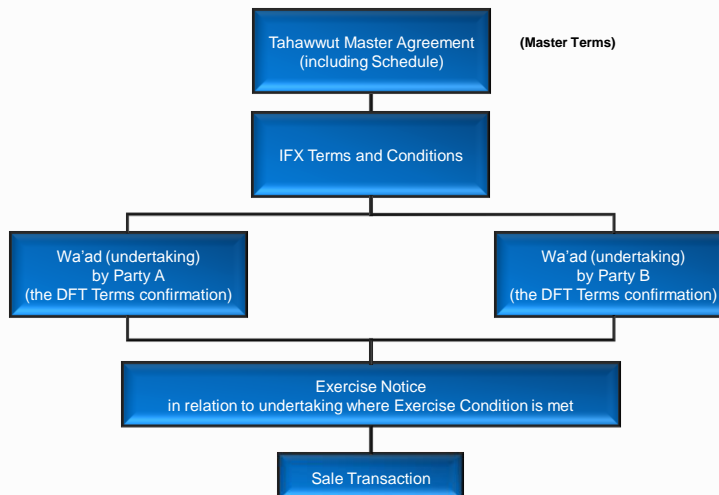 Tahawwut Master Agreement
(including Schedule)
(Master Terms)
IFX Terms and Conditions
Wa'ad (undertaking)
by Party A
(the DFT Terms confirmation)
Wa'ad (undertaking)
by Party B
(the DFT Terms confirmation)
Exercise Notice
in relation to undertaking where Exercise Condition is met
Sale Transaction